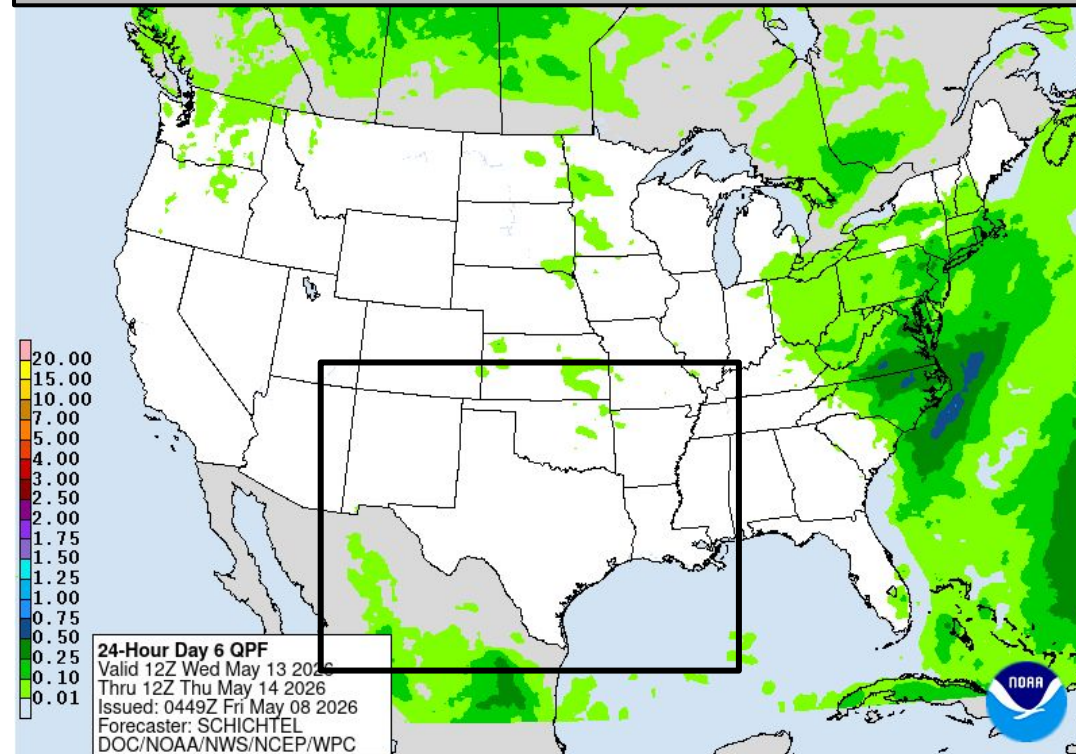 20.00
15.00
10.00
7.00
5.00
4.00
3.00
2.50
2.00
1.75
1.50
1.25
1.00
0.75
0.50
0.25
0.10
0.01
24-Hour Day 6 QPF
Valid 12Z Wed May 13 2026
Thru 12Z Thu May 14 2026
Issued: 0449Z Fri May 08 2026
Forecaster: SCHICHTEL
DOC/NOAA/NWS/NCEP/WPC
NOAA